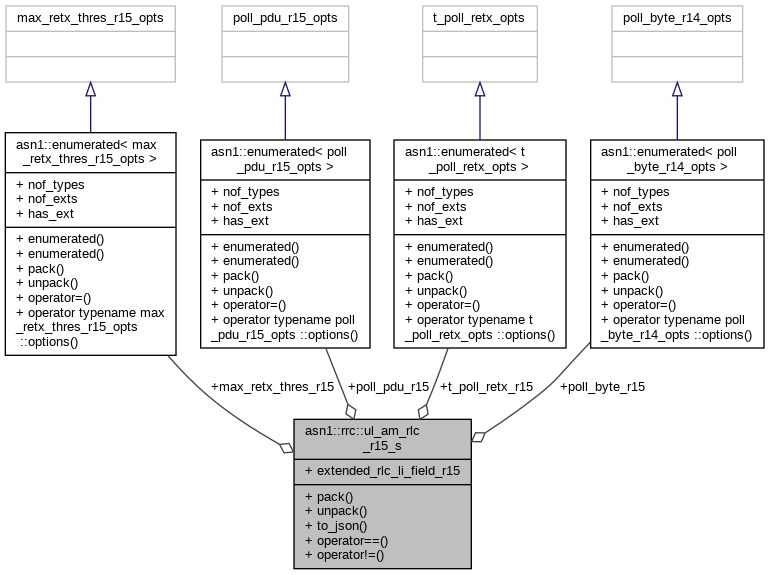 max_retx_thres_r15_opts
poll_pdu_r15_opts
t_poll_retx_opts
poll_byte_r14_opts
asn1::enumerated< max
_retx_thres_r15_opts >
+ nof_types
+ nof_exts
+ has_ext
+ enumerated()
+ enumerated()
+ pack()
+ unpack()
+ operator=()
+ operator typename max
_retx_thres_r15_opts
::options()
asn1::enumerated< poll
_pdu_r15_opts >
+ nof_types
+ nof_exts
+ has_ext
+ enumerated()
+ enumerated()
+ pack()
+ unpack()
+ operator=()
+ operator typename poll
_pdu_r15_opts ::options()
asn1::enumerated< t
_poll_retx_opts >
+ nof_types
+ nof_exts
+ has_ext
+ enumerated()
+ enumerated()
+ pack()
+ unpack()
+ operator=()
+ operator typename t
_poll_retx_opts ::options()
asn1::enumerated< poll
_byte_r14_opts >
+ nof_types
+ nof_exts
+ has_ext
+ enumerated()
+ enumerated()
+ pack()
+ unpack()
+ operator=()
+ operator typename poll
_byte_r14_opts ::options()
+max_retx_thres_r15
+poll_pdu_r15
+t_poll_retx_r15
+poll_byte_r15
asn1::rrc::ul_am_rlc
_r15_s
+ extended_rlc_li_field_r15
+ pack()
+ unpack()
+ to_json()
+ operator==()
+ operator!=()